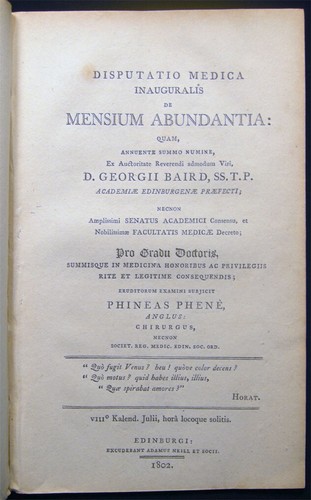 DISPUTATIO MEDICA
INAUGURALIS
DE
MENSIUM ABUNDANTIA:
QUAM,
ANNUENTE SUMMO NUMINE,
Ex Auctoritate Reverendi admodum Viri,
D. GEORGII BAIRD, SS. T. P.
ACADEMIÆ EDINBURGENÆ PRÆFECTI;
NECNON
Amplissimi SENATUS ACADEMICI Consensu, et
Nobilissimæ FACULTATIS MEDICÆ Decreto;
Pro Gradu Doctoris,
SUMMISQUE IN MEDICINA HONORIBUS AC PRIVILEGIIS
RITE ET LEGITIME CONSEQUENDIS;
ERUDITORUM EXAMINI SUBJICIT
PHINEAS PHENÉ,
ANGLUS:
CHIRURGUS,
NECNON
SOCIET. REG. MEDIC. EDIN. SOC. ORD.
"Quò fugit Venus? heu! quòve color decens?
"Quò motus? quid habes illius, illius,
"Quæ spirabat amores?"
HORAT.
VIIIº Kalend. Julii, horâ locoque solitis.
EDINBURGI:
EXCUDEBANT ADAMUS NEILL ET SOCII.
1802.